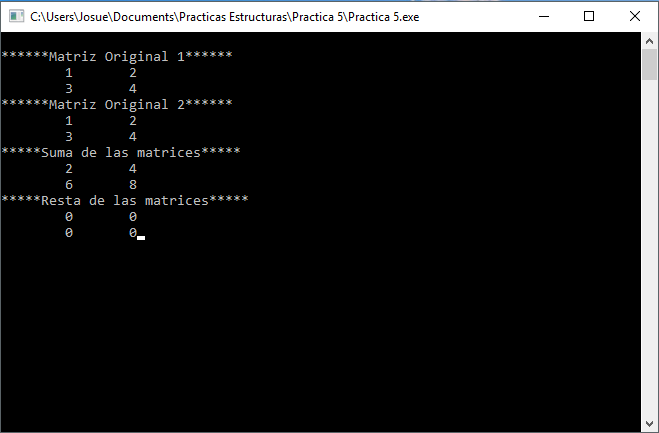 C:\Users\Josue\Documents\Practicas Estructuras\Practica 5\Practica 5.exe
******Matriz Original 1******
1 2
3 4
******Matriz Original 2******
1 2
3 4
*****Suma de las matrices*****
2 4
6 8
*****Resta de las matrices*****
0 0
0 0